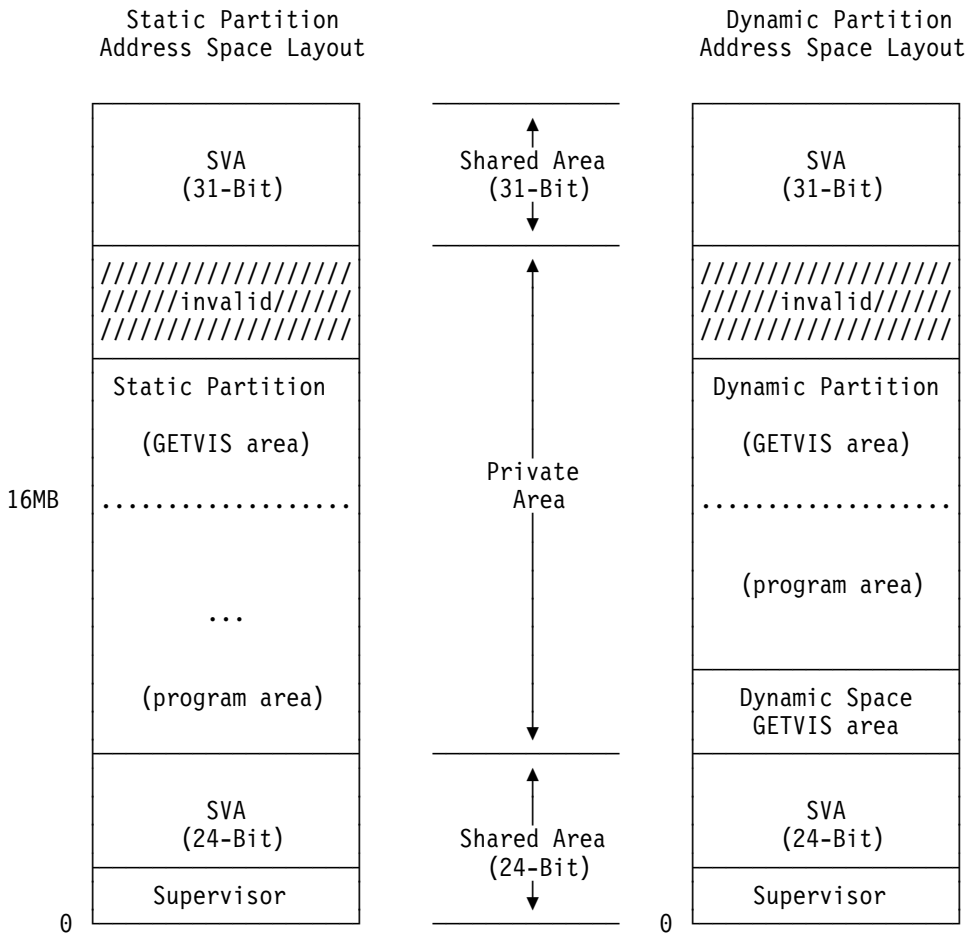 Static Partition
Address Space Layout
Dynamic Partition
Address Space Layout
SVA
(31-Bit)
Shared Area
(31-Bit)
SVA
(31-Bit)
///////////////////
//////invalid//////
///////////////////
///////////////////
//////invalid//////
///////////////////
Static Partition
(GETVIS area)
Dynamic Partition
(GETVIS area)
Private
Area
16MB
...................
...................
...
(program area)
(program area)
Dynamic Space
GETVIS area
SVA
(24-Bit)
Shared Area
(24-Bit)
SVA
(24-Bit)
Supervisor
Supervisor
0
0